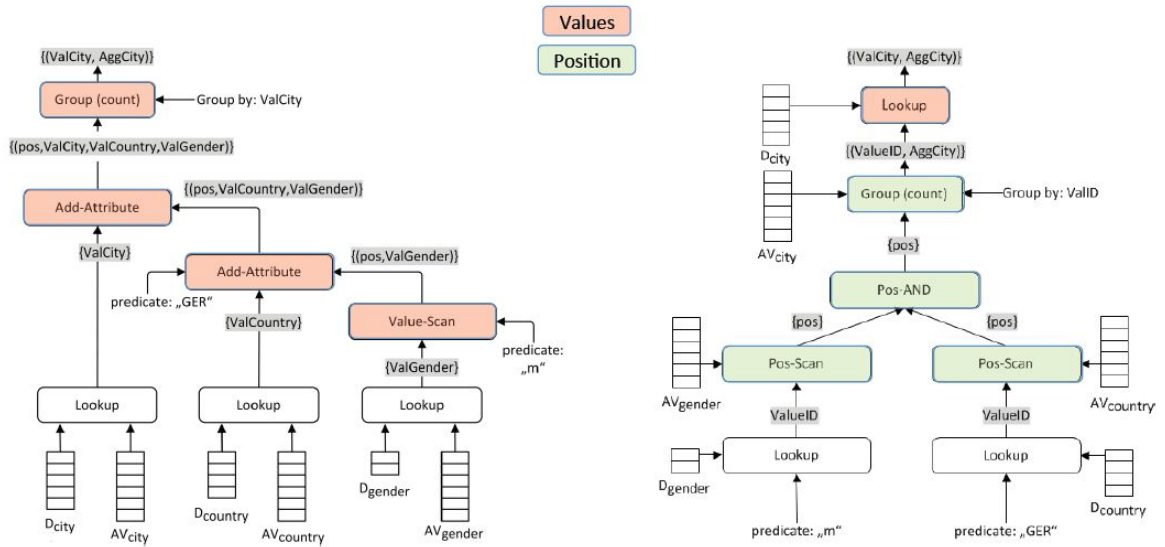 Values
Position
{(ValCity, AggCity)}
Group (count)
Group by: ValCity
{(pos,ValCity,ValCountry,ValGender)}
{(pos,ValCountry,ValGender)}
Add-Attribute
{ValCity}
{(pos,ValGender)}
Add-Attribute
predicate: „GER“
{ValCountry}
Value-Scan
predicate:
„m“
{ValGender}
Lookup
Lookup
Lookup
Dcity
AVcity
Dcountry
AVcountry
Dgender
AVgender
{(ValCity, AggCity)}
Lookup
Dcity
{(ValueID, AggCity)}
Group (count)
Group by: ValID
AVcity
{pos}
Pos-AND
{pos}
{pos}
Pos-Scan
Pos-Scan
AVgender
AVcountry
ValueID
ValueID
Lookup
Lookup
Dgender
Dcountry
predicate: „m“
predicate: „GER“